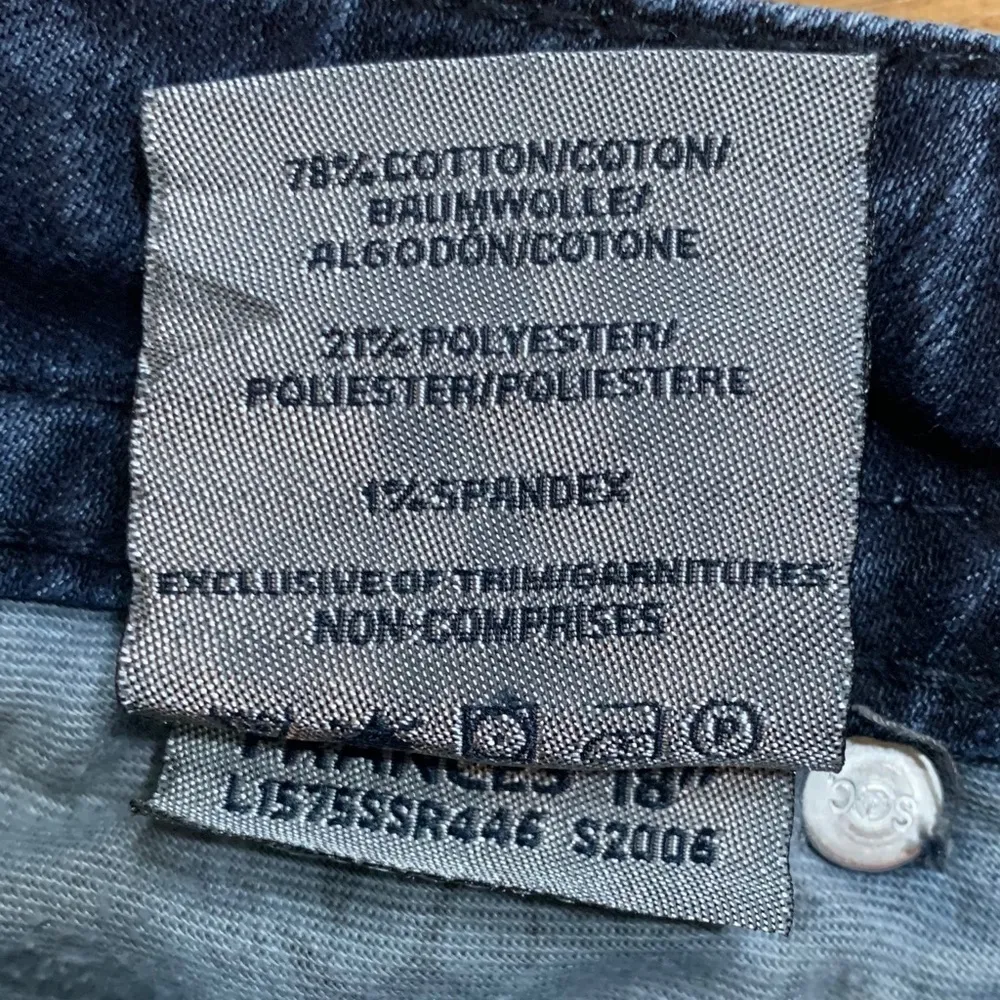 78% COTTON/COTON/
BAUMWOLLE/
ALGODÓN/COTONE
21% POLYESTER/
POLIESTER/POLIESTERE
1% SPANDEX
EXCLUSIVE OF TRIM/GARNITURES
NON-COMPRISES
P
FRANCES 18"
L1575SSR446 S2006